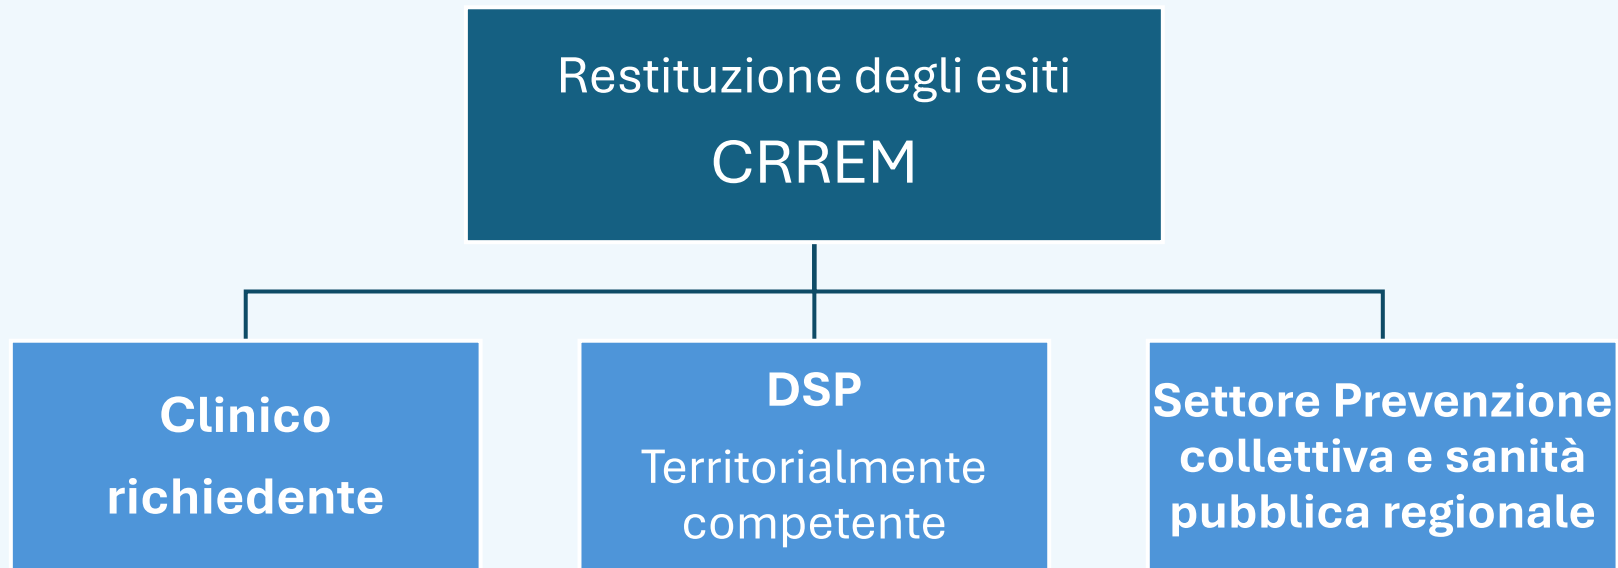 Restituzione degli esiti
CRREM
Clinico
richiedente
DSP
Territorialmente
competente
Settore Prevenzione
collettiva e sanità
pubblica regionale